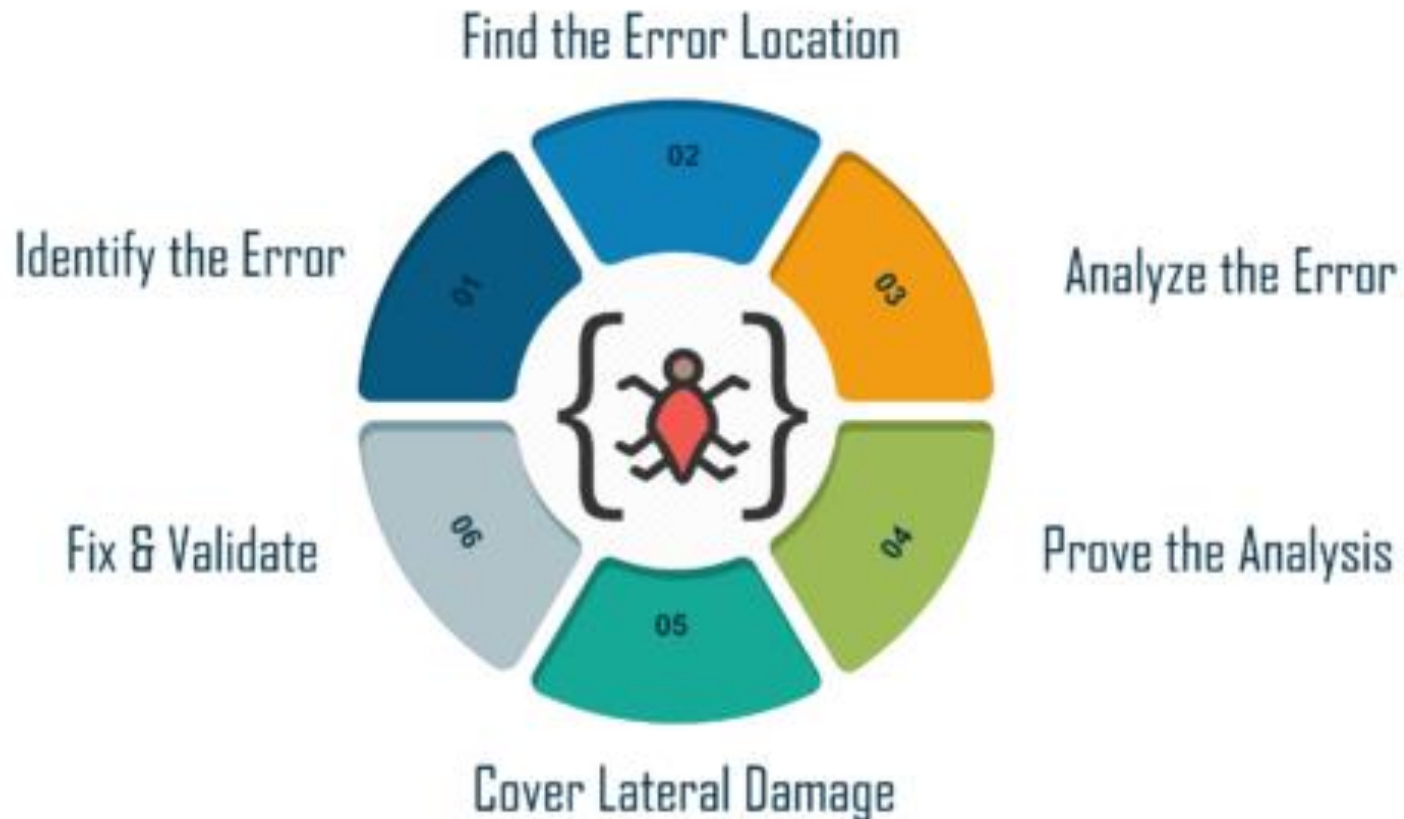 Find the Error Location
02
01
03
Identify the Error
Analyze the Error
06
04
Fix & Validate
Prove the Analysis
05
Cover Lateral Damage